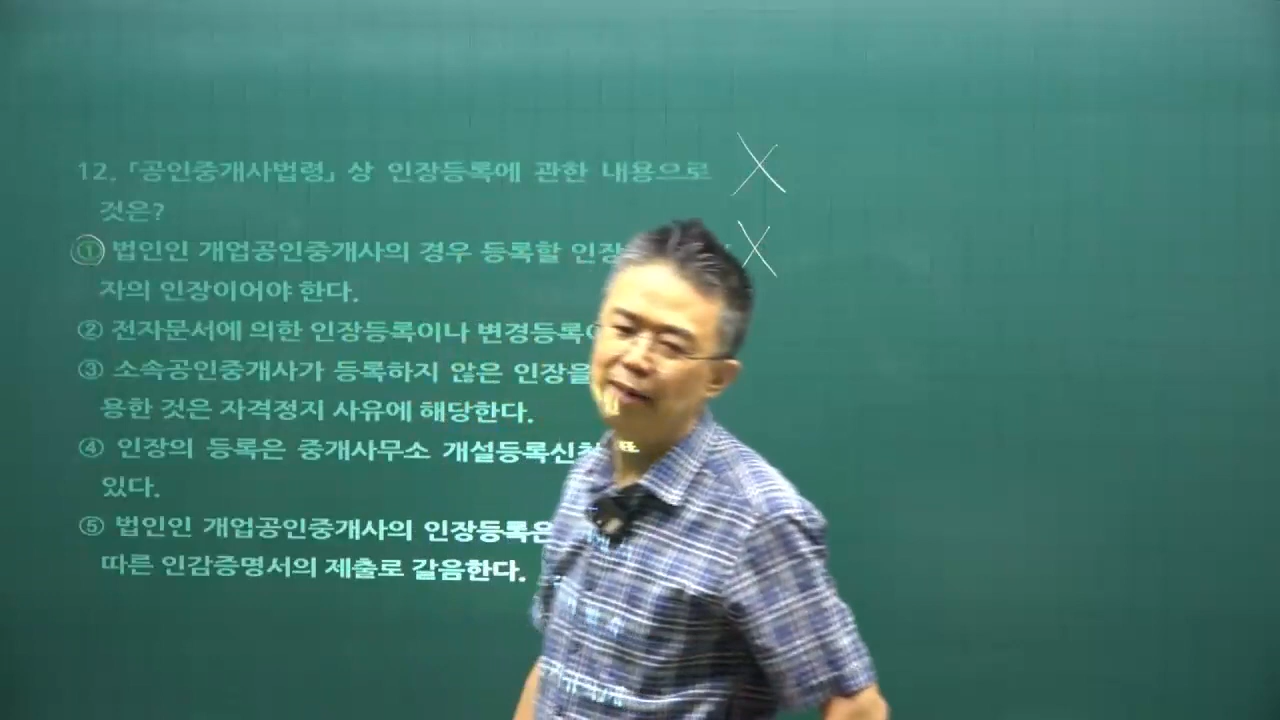 12. 「공인중개사법령」 상 인장등록에 관한 내용으로
것은?
① 법인인 개업공인중개사의 경우 등록할 인장
자의 인장이어야 한다.
② 전자문서에 의한 인장등록이나 변경등록
③ 소속공인중개사가 등록하지 않은 인장을
용한 것은 자격정지 사유에 해당한다.
④ 인장의 등록은 중개사무소 개설등록신청
있다.
⑤ 법인인 개업공인중개사의 인장등록은
따른 인감증명서의 제출로 갈음한다.